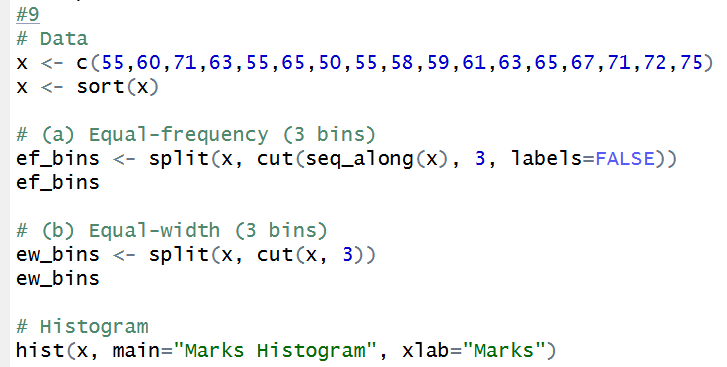 #9
# Data
x <- c(55,60,71,63,55,65,50,55,58,59,61,63,65,67,71,72,75)
x <- sort(x)
# (a) Equal-frequency (3 bins)
ef_bins <- split(x, cut(seq_along(x), 3, labels=FALSE))
ef_bins
# (b) Equal-width (3 bins)
ew_bins <- split(x, cut(x, 3))
ew_bins
# Histogram
hist(x, main="Marks Histogram", xlab="Marks")